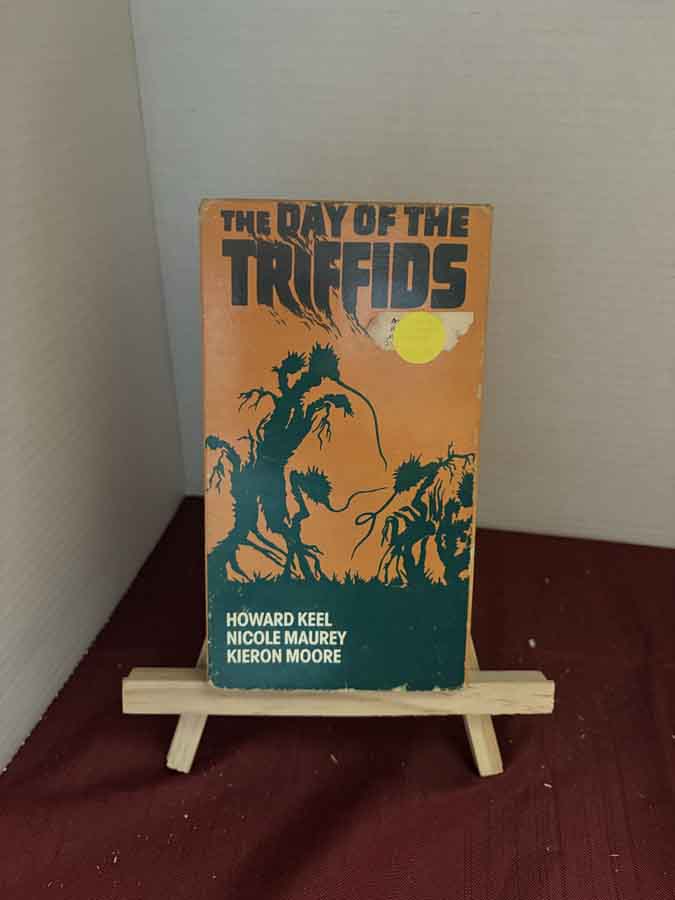 THE DAY OF THE
TRIFFIDS
HOWARD KEEL
NICOLE MAUREY
KIERON MOORE